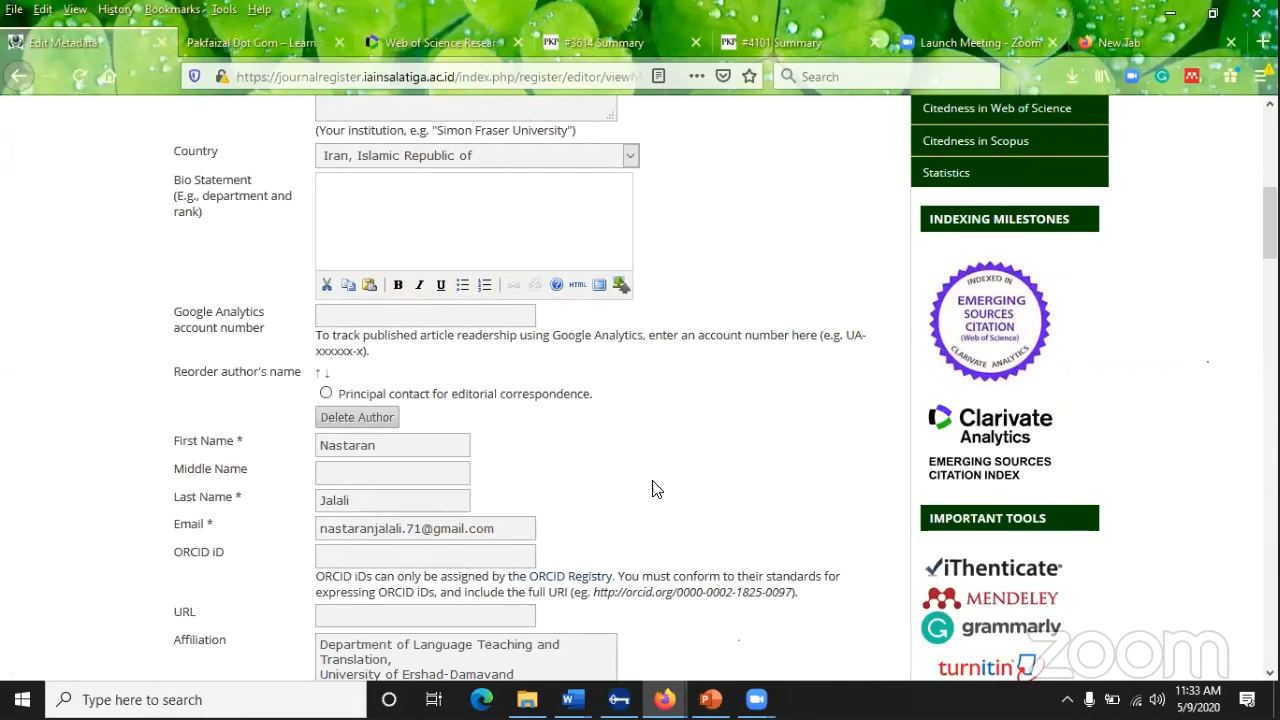 File Edit View History Bookmarks Tools Help
Edit Metadata
Pakfaizal Dot Com – Learn
Web of Science Resear
PKP #3614 Summary
PKP #4101 Summary
Launch Meeting - Zoom
New Tab
https://journalregister.iainsalatiga.ac.id/index.php/register/editor/view
Search
(Your institution, e.g. "Simon Fraser University")
Country
Iran, Islamic Republic of
Bio Statement
(E.g., department and
rank)
B I U HTML
Google Analytics
account number
To track published article readership using Google Analytics, enter an account number here (e.g. UA-
xxxxxx-x).
Reorder author's name
↑ ↓
Principal contact for editorial correspondence.
Delete Author
First Name *
Nastaran
Middle Name
Last Name *
Jalali
Email *
nastaranjalali.71@gmail.com
ORCID iD
ORCID iDs can only be assigned by the ORCID Registry. You must conform to their standards for
expressing ORCID iDs, and include the full URI (eg. http://orcid.org/0000-0002-1825-0097).
URL
Affiliation
Department of Language Teaching and
Translation,
University of Ershad-Damavand
Citedness in Web of Science
Citedness in Scopus
Statistics
INDEXING MILESTONES
INDEXED IN
EMERGING
SOURCES
CITATION
(Web of Science)
CLARIVATE ANALYTICS
Clarivate
Analytics
EMERGING SOURCES
CITATION INDEX
IMPORTANT TOOLS
iThenticate
MENDELEY
grammarly
turnitin
zoom
Type here to search
11:33 AM
5/9/2020